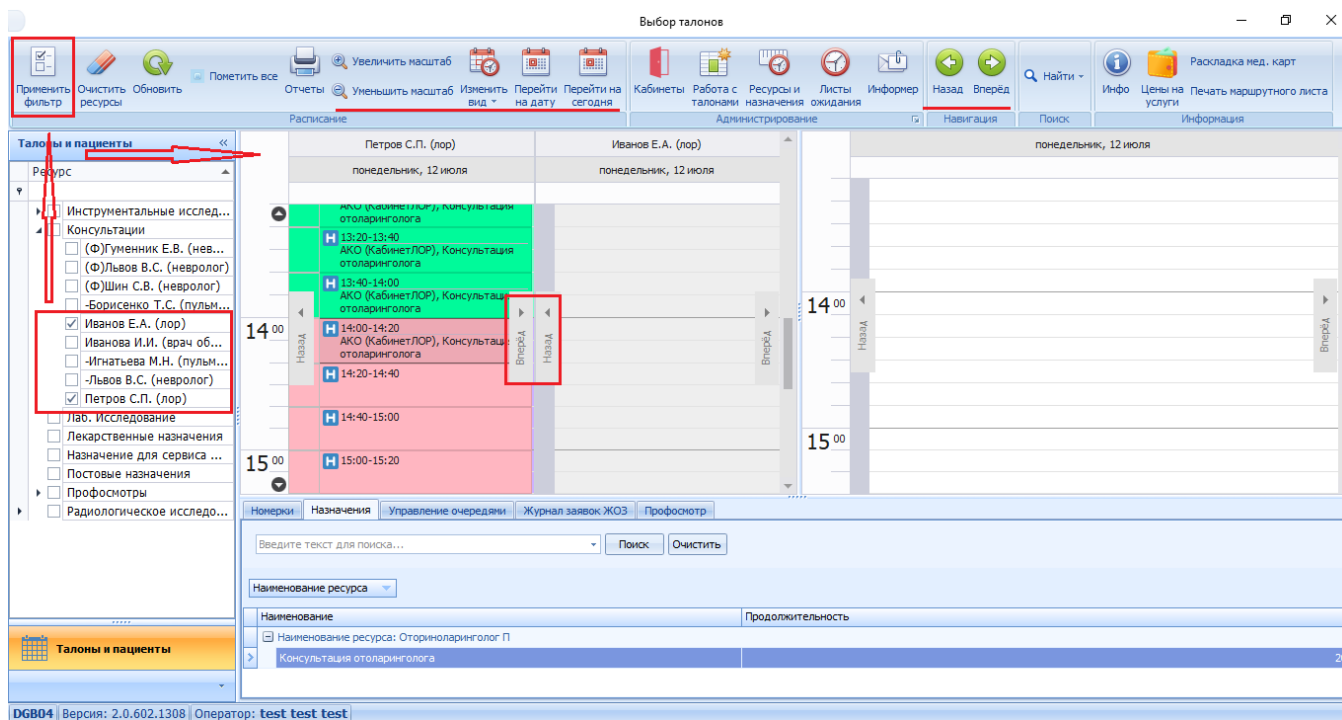 Выбор талонов
Применить фильтр
Очистить ресурсы
Обновить
Пометить все
Отчеты
Увеличить масштаб
Уменьшить масштаб
Изменить вид
Перейти на дату
Перейти на сегодня
Расписание
Кабинеты
Работа с талонами
Ресурсы и назначения
Листы ожидания
Информер
Администрирование
Назад
Вперёд
Навигация
Найти
Поиск
Инфо
Цены на услуги
Раскладка мед. карт
Печать маршрутного листа
Информация
Талоны и пациенты
Ресурс
Инструментальные исслед...
Консультации
(Ф)Гуменник Е.В. (нев...
(Ф)Львов В.С. (невролог)
(Ф)Шин С.В. (невролог)
-Борисенко Т.С. (пульм...
Иванов Е.А. (лор)
Иванова И.И. (врач об...
-Игнатьева М.Н. (пульм...
-Львов В.С. (невролог)
Петров С.П. (лор)
Лаб. Исследование
Лекарственные назначения
Назначение для сервиса ...
Постовые назначения
Профосмотры
Радиологическое исследо...
Талоны и пациенты
Петров С.П. (лор)
Иванов Е.А. (лор)
понедельник, 12 июля
понедельник, 12 июля
понедельник, 12 июля
АКО (КабинетЛОР), Консультация
отоларинголога
Н 13:20-13:40
АКО (КабинетЛОР), Консультация
отоларинголога
Н 13:40-14:00
АКО (КабинетЛОР), Консультация
отоларинголога
14 00
Н 14:00-14:20
АКО (КабинетЛОР), Консультаци
отоларинголога
Н 14:20-14:40
Н 14:40-15:00
15 00
Н 15:00-15:20
Назад
Вперёд
Назад
Вперёд
14 00
15 00
Назад
Вперёд
Номерки
Назначения
Управление очередями
Журнал заявок ЖОЗ
Профосмотр
Введите текст для поиска...
Поиск
Очистить
Наименование ресурса
Наименование
Продолжительность
Наименование ресурса: Оториноларинголог П
Консультация отоларинголога
DGB04 Версия: 2.0.602.1308 Оператор: test test test